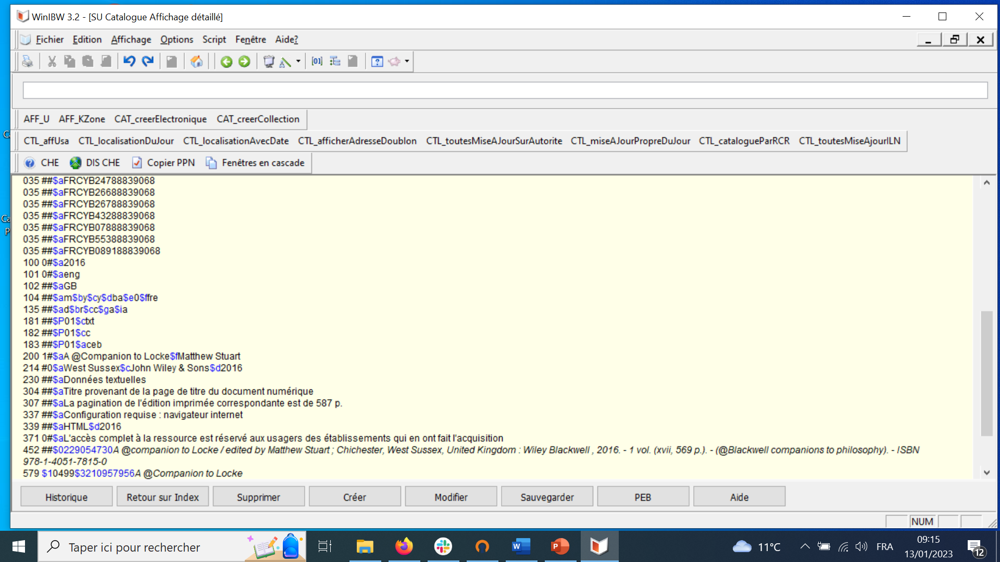 WinIBW 3.2 - [SU Catalogue Affichage détaillé]
Fichier Edition Affichage Options Script Fenêtre Aide?
[01]
AFF_U AFF_KZone CAT_creerElectronique CAT_creerCollection
CTL_affUsa CTL_localisationDuJour CTL_localisationAvecDate CTL_afficherAdresseDoublon CTL_toutesMiseAJourSurAutorite CTL_miseAJourPropreDuJour CTL_catalogueParRCR CTL_toutesMiseAjourILN
CHE DIS CHE Copier PPN Fenêtres en cascade
035 ##$aFRCYB24788839068
035 ##$aFRCYB26688839068
035 ##$aFRCYB26788839068
035 ##$aFRCYB43288839068
035 ##$aFRCYB07888839068
035 ##$aFRCYB55388839068
035 ##$aFRCYB089188839068
100 0#$a2016
101 0#$aeng
102 ##$aGB
104 ##$am$by$cy$dba$e0$ffre
135 ##$ad$br$cc$ga$ia
181 ##$P01$ctxt
182 ##$P01$cc
183 ##$P01$aceb
200 1#$aA @Companion to Locke$fMatthew Stuart
214 #0$aWest Sussex$cJohn Wiley & Sons$d2016
230 ##$aDonnées textuelles
304 ##$aTitre provenant de la page de titre du document numérique
307 ##$aLa pagination de l'édition imprimée correspondante est de 587 p.
337 ##$aConfiguration requise : navigateur internet
339 ##$aHTML$d2016
371 0#$aL'accès complet à la ressource est réservé aux usagers des établissements qui en ont fait l'acquisition
452 ##$0229054730A @companion to Locke / edited by Matthew Stuart ; Chichester, West Sussex, United Kingdom : Wiley Blackwell , 2016. - 1 vol. (xvii, 569 p.). - (@Blackwell companions to philosophy). - ISBN
978-1-4051-7815-0
579 $10499$3210957956A @Companion to Locke
Historique Retour sur Index Supprimer Créer Modifier Sauvegarder PEB Aide
NUM
Taper ici pour rechercher
11°C
FRA
09:15
13/01/2023
12